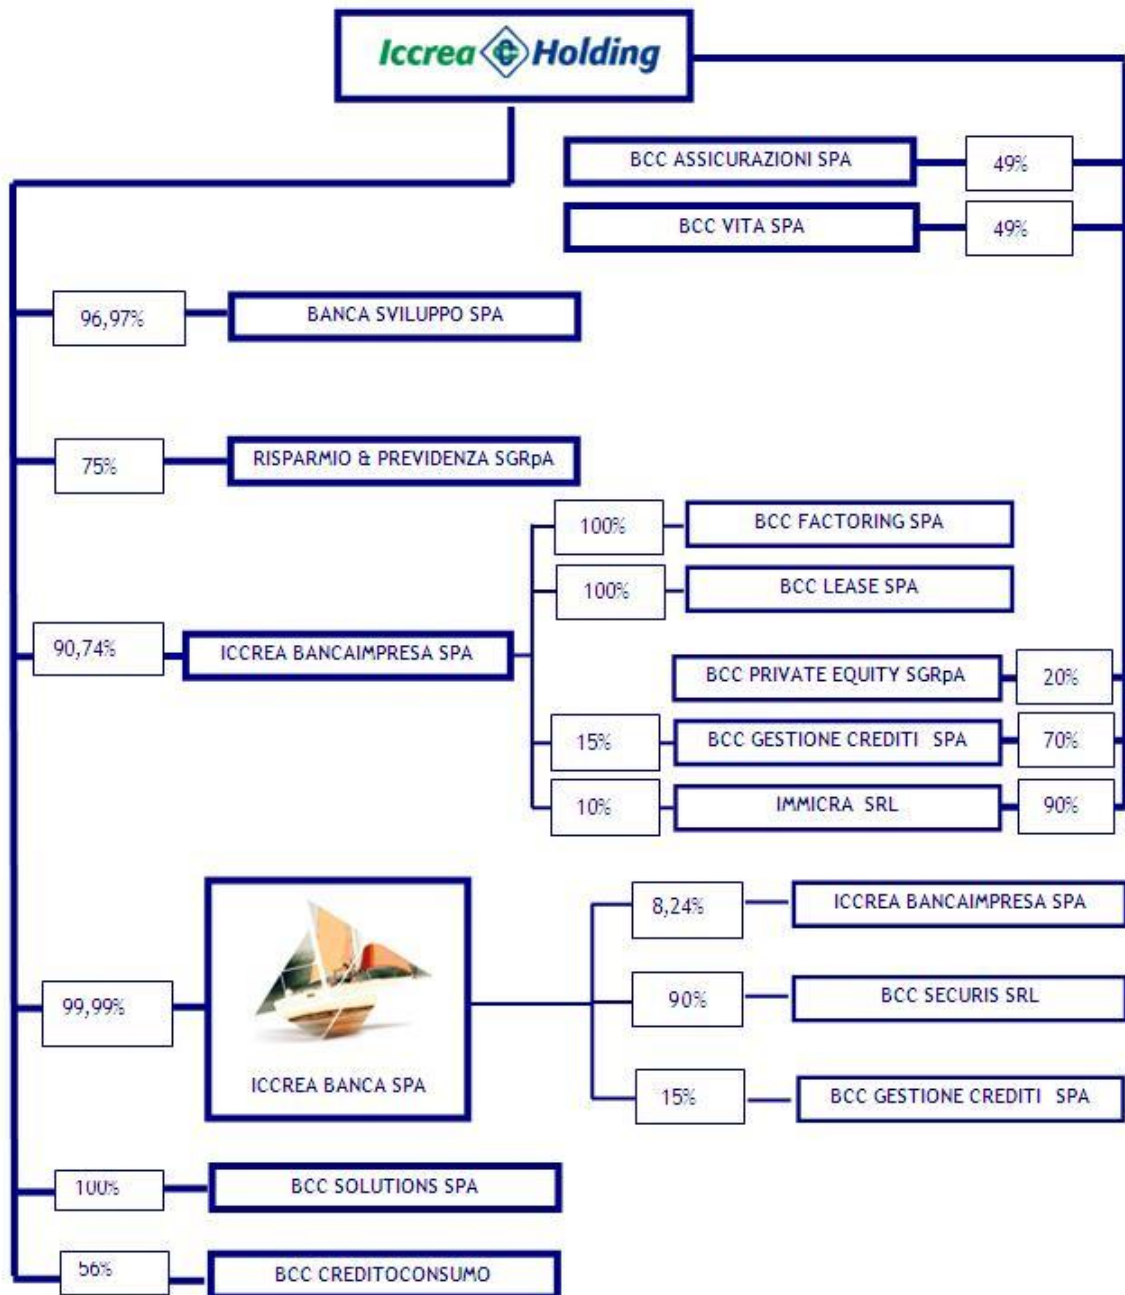 Iccrea Holding
BCC ASSICURAZIONI SPA 49%
BCC VITA SPA 49%
96,97% BANCA SVILUPPO SPA
75% RISPARMIO & PREVIDENZA SGRpA
100% BCC FACTORING SPA
100% BCC LEASE SPA
90,74% ICCREA BANCAIMPRESA SPA
BCC PRIVATE EQUITY SGRpA 20%
15% BCC GESTIONE CREDITI SPA 70%
10% IMMICRA SRL 90%
8,24% ICCREA BANCAIMPRESA SPA
90% BCC SECURIS SRL
99,99%
ICCREA BANCA SPA
15% BCC GESTIONE CREDITI SPA
100% BCC SOLUTIONS SPA
56% BCC CREDITOCONSUMO